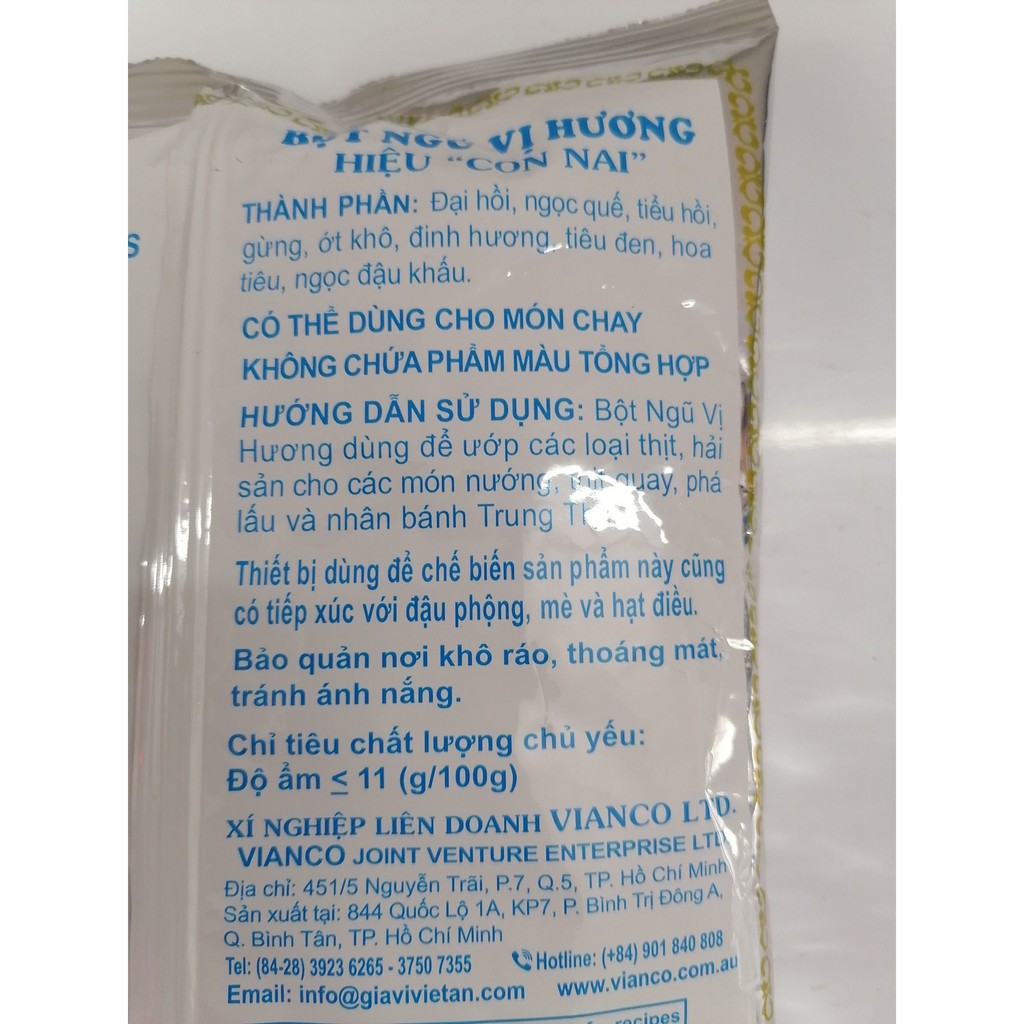 BỘT NGŨ VỊ HƯƠNG
HIỆU “CON NAI”
S
THÀNH PHẦN: Đại hồi, ngọc quế, tiểu hồi,
gừng, ớt khô, đinh hương, tiêu đen, hoa
tiêu, ngọc đậu khấu.
CÓ THỂ DÙNG CHO MÓN CHAY
KHÔNG CHỨA PHẨM MÀU TỔNG HỢP
HƯỚNG DẪN SỬ DỤNG: Bột Ngũ Vị
Hương dùng để ướp các loại thịt, hải
sản cho các món nướng, thịt quay, phá
lấu và nhân bánh Trung
Thiết bị dùng để chế biến sản phẩm này cũng
có tiếp xúc với đậu phộng, mè và hạt điều.
Bảo quản nơi khô ráo, thoáng mát,
tránh ánh nắng.
Chỉ tiêu chất lượng chủ yếu:
Độ ẩm ≤ 11 (g/100g)
XÍ NGHIỆP LIÊN DOANH VIANCO LTD.
VIANCO JOINT VENTURE ENTERPRISE LTD
Địa chỉ: 451/5 Nguyễn Trãi, P.7, Q.5, TP. Hồ Chí Minh
Sản xuất tại: 844 Quốc Lộ 1A, KP7, P. Bình Trị Đông A,
Q. Bình Tân, TP. Hồ Chí Minh
Tel: (84-28) 3923 6265 - 3750 7355 Hotline: (+84) 901 840 808
Email: info@giavivietan.com www.vianco.com.au
recipes